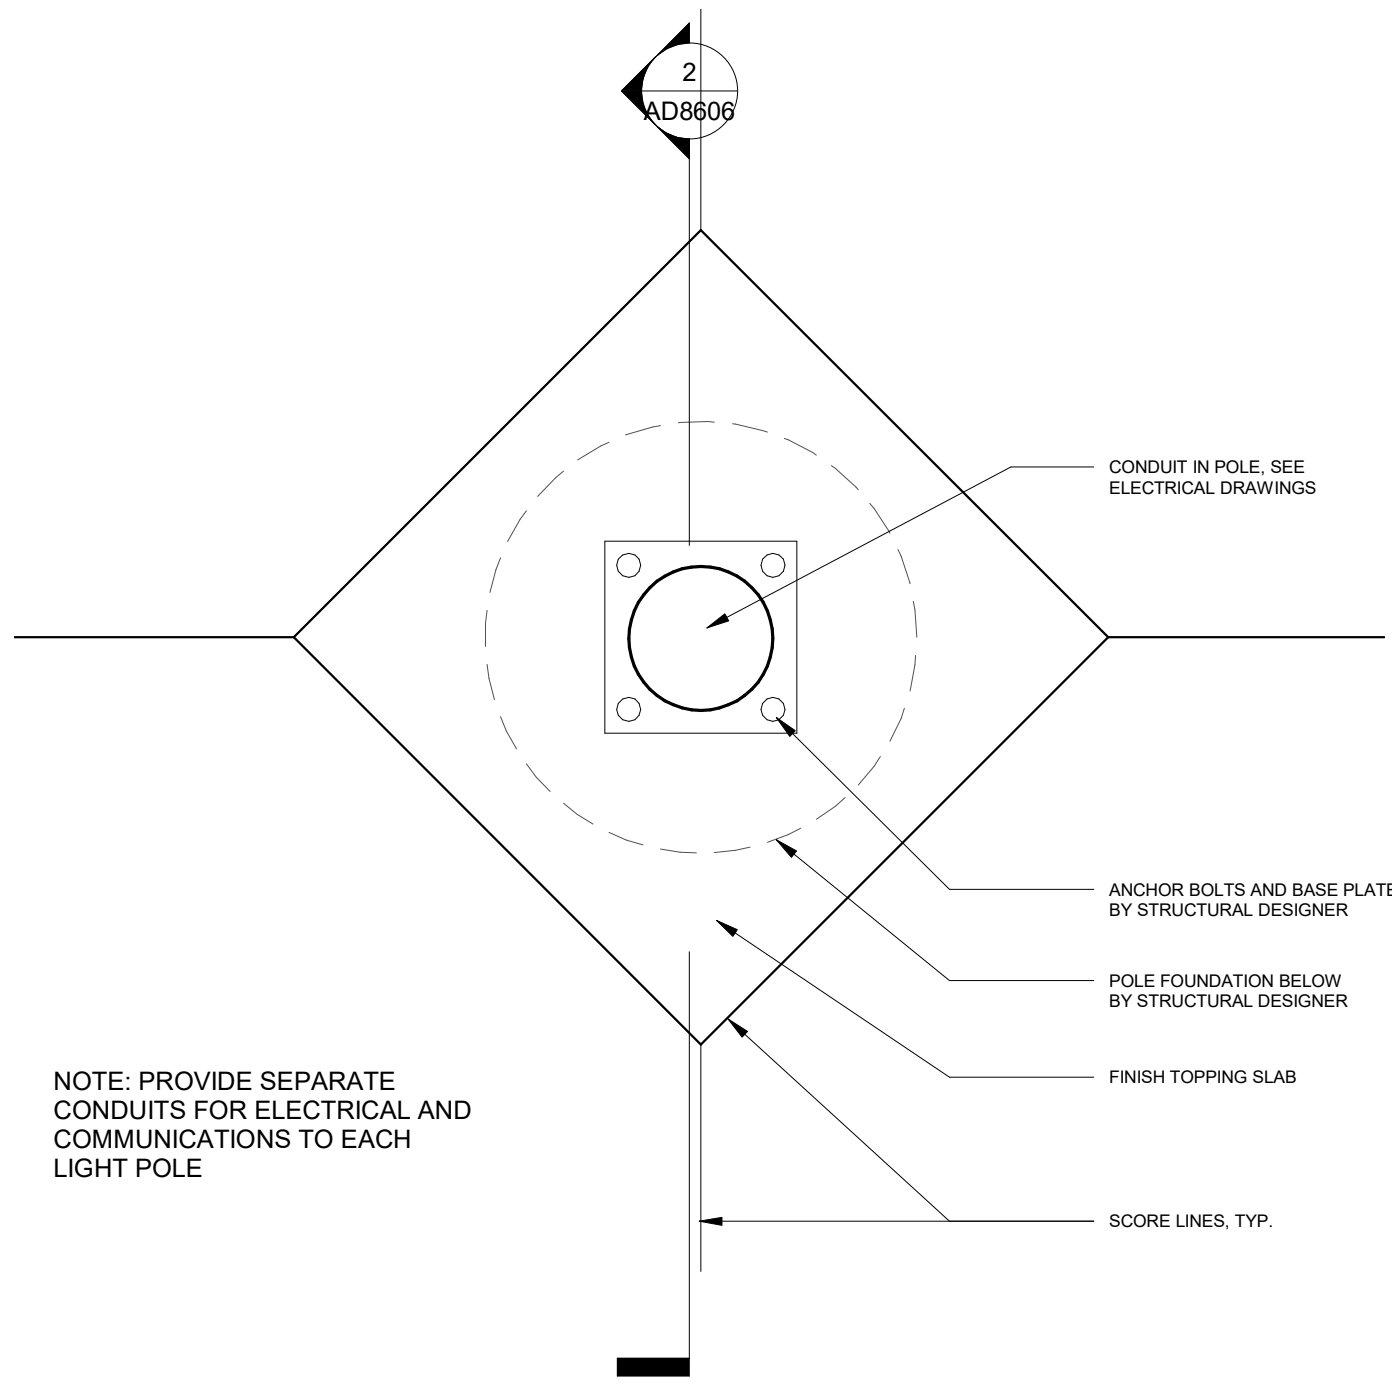 2
AD8606
CONDUIT IN POLE, SEE
ELECTRICAL DRAWINGS
ANCHOR BOLTS AND BASE PLATE
BY STRUCTURAL DESIGNER
POLE FOUNDATION BELOW
BY STRUCTURAL DESIGNER
FINISH TOPPING SLAB
NOTE: PROVIDE SEPARATE
CONDUITS FOR ELECTRICAL AND
COMMUNICATIONS TO EACH
LIGHT POLE
SCORE LINES, TYP.